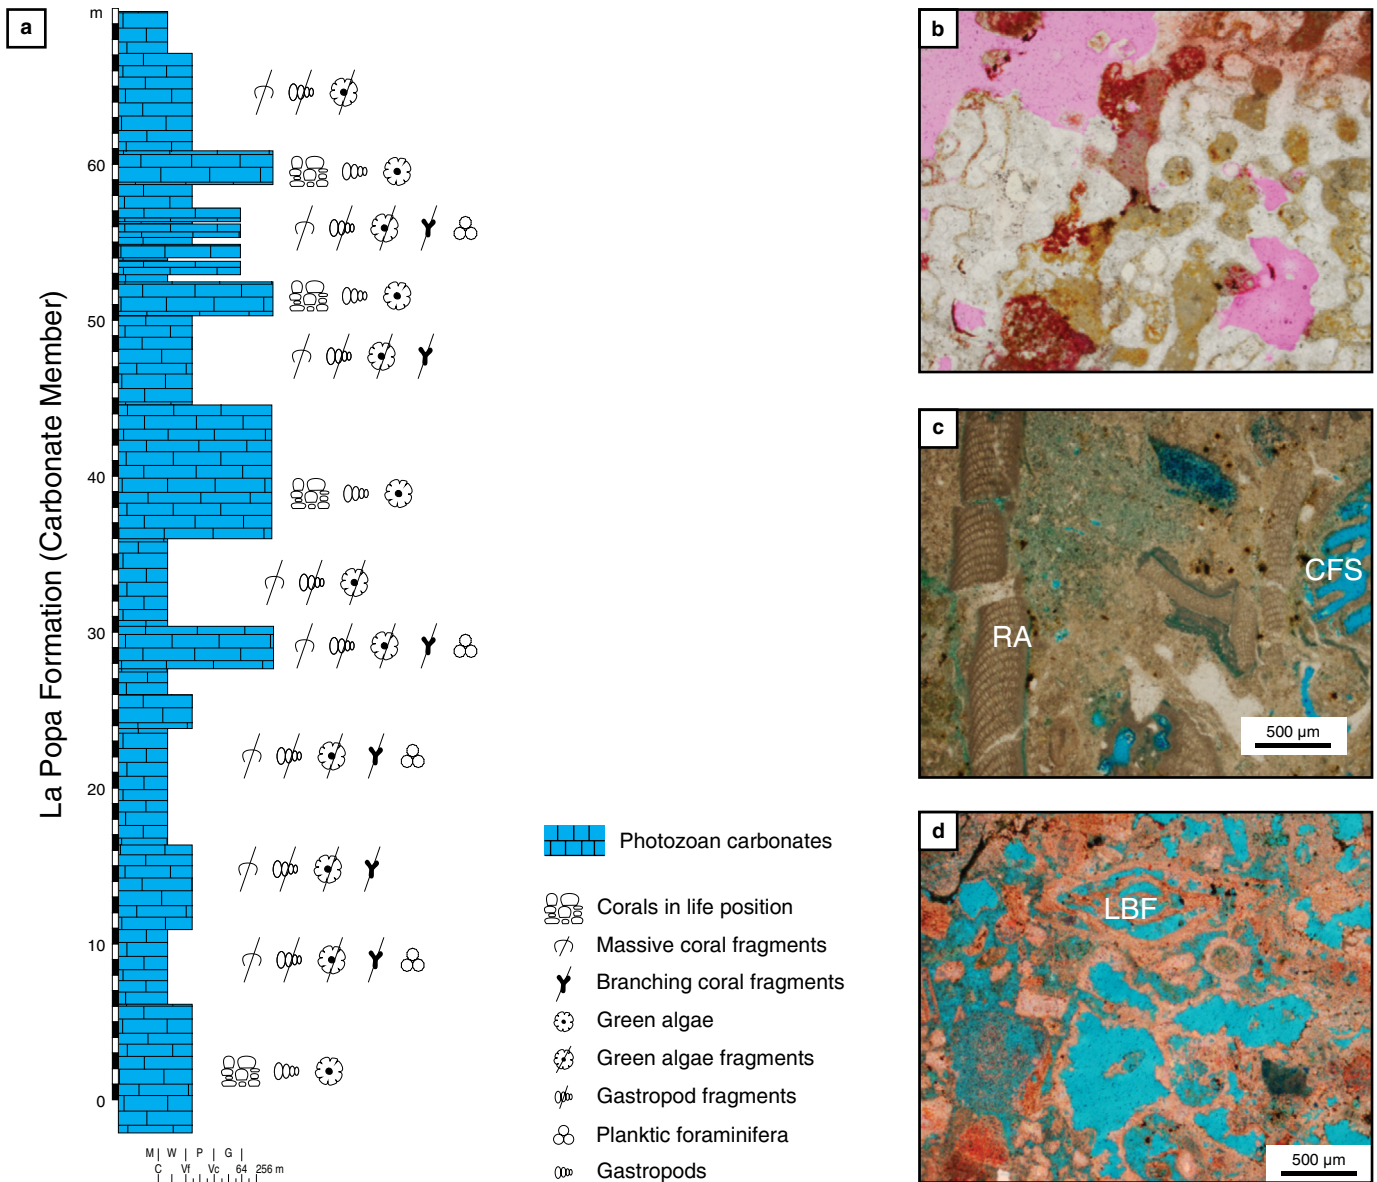 a
m
60
50
40
30
20
10
0
La Popa Formation (Carbonate Member)
M W P G
C Vf Vc 64 256 m
Photozoan carbonates
Corals in life position
Massive coral fragments
Branching coral fragments
Green algae
Green algae fragments
Gastropod fragments
Planktic foraminifera
Gastropods
b
c
CFS
RA
500 µm
d
LBF
500 µm